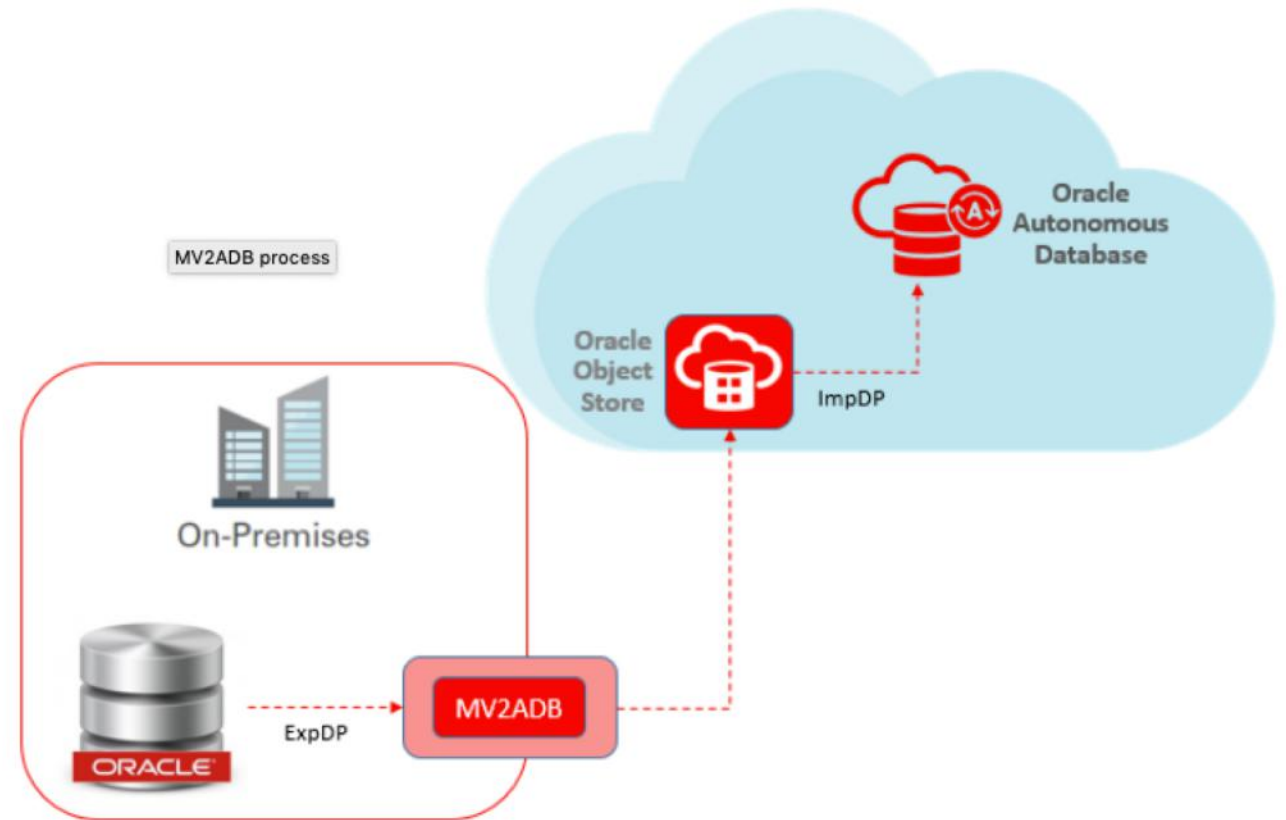 MV2ADB process
Oracle
Autonomous
Database
Oracle
Object
Store
ImpDP
On-Premises
ExpDP
MV2ADB
ORACLE
A